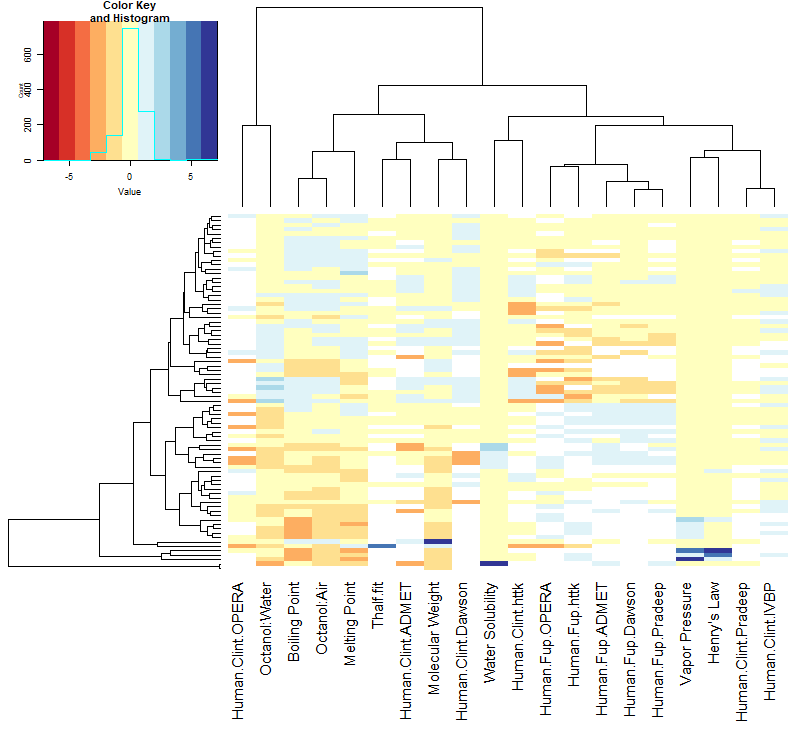 Color Key
and Histogram
Count
0 200 400 600
-5 0 5
Value
Human.Clint.OPERA
Octanol:Water
Boiling Point
Octanol:Air
Melting Point
Thalf.fit
Human.Clint.ADMET
Molecular Weight
Human.Clint.Dawson
Water Solubility
Human.Clint.httk
Human.Fup.OPERA
Human.Fup.httk
Human.Fup.ADMET
Human.Fup.Dawson
Human.Fup.Pradeep
Vapor Pressure
Henry's Law
Human.Clint.Pradeep
Human.Clint.IVBP